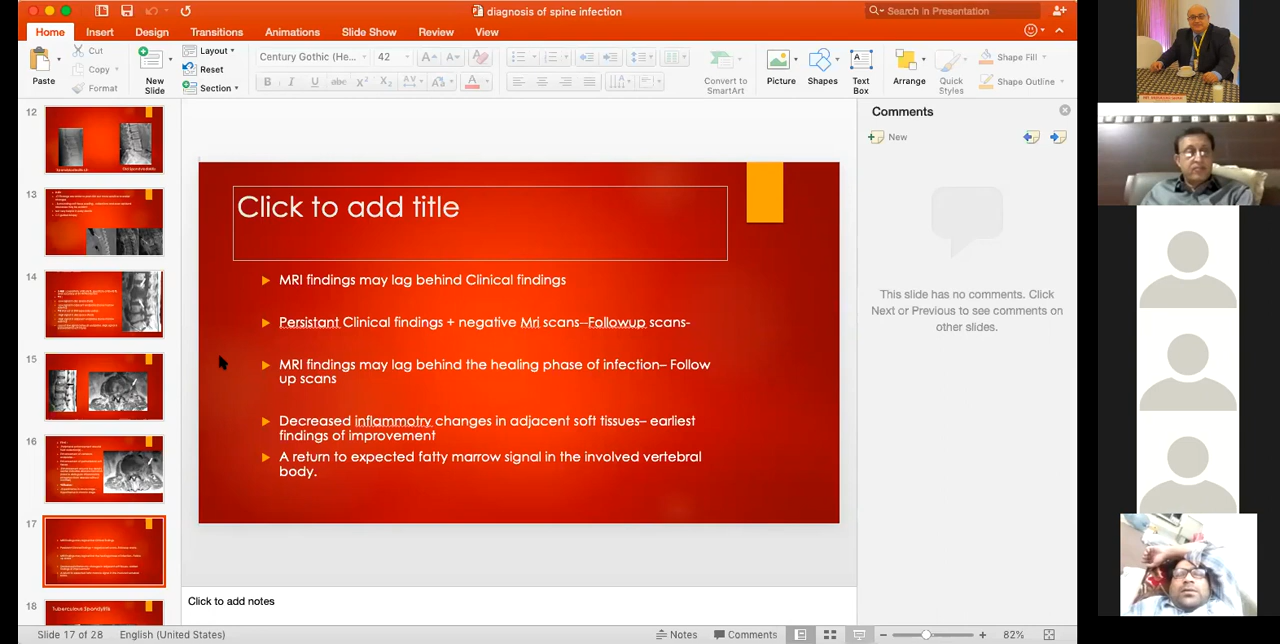 diagnosis of spine infection
Search in Presentation
Home Insert Design Transitions Animations Slide Show Review View
Paste
Cut
Copy
Format
New
Slide
Layout
Reset
Section
Century Gothic (He... 42
Convert to
SmartArt
Picture
Shapes
Text
Box
Arrange
Quick
Styles
Shape Fill
Shape Outline
12
13
14
15
16
17
18
Tuberculous Spondylitis
Click to add title
MRI findings may lag behind Clinical findings
Persistant Clinical findings + negative Mri scans--Followup scans-
MRI findings may lag behind the healing phase of infection– Follow
up scans
Decreased inflammotry changes in adjacent soft tissues– earliest
findings of improvement
A return to expected fatty marrow signal in the involved vertebral
body.
Click to add notes
Comments
New
This slide has no comments. Click
Next or Previous to see comments on
other slides.
Slide 17 of 28 English (United States)
Notes Comments 82%